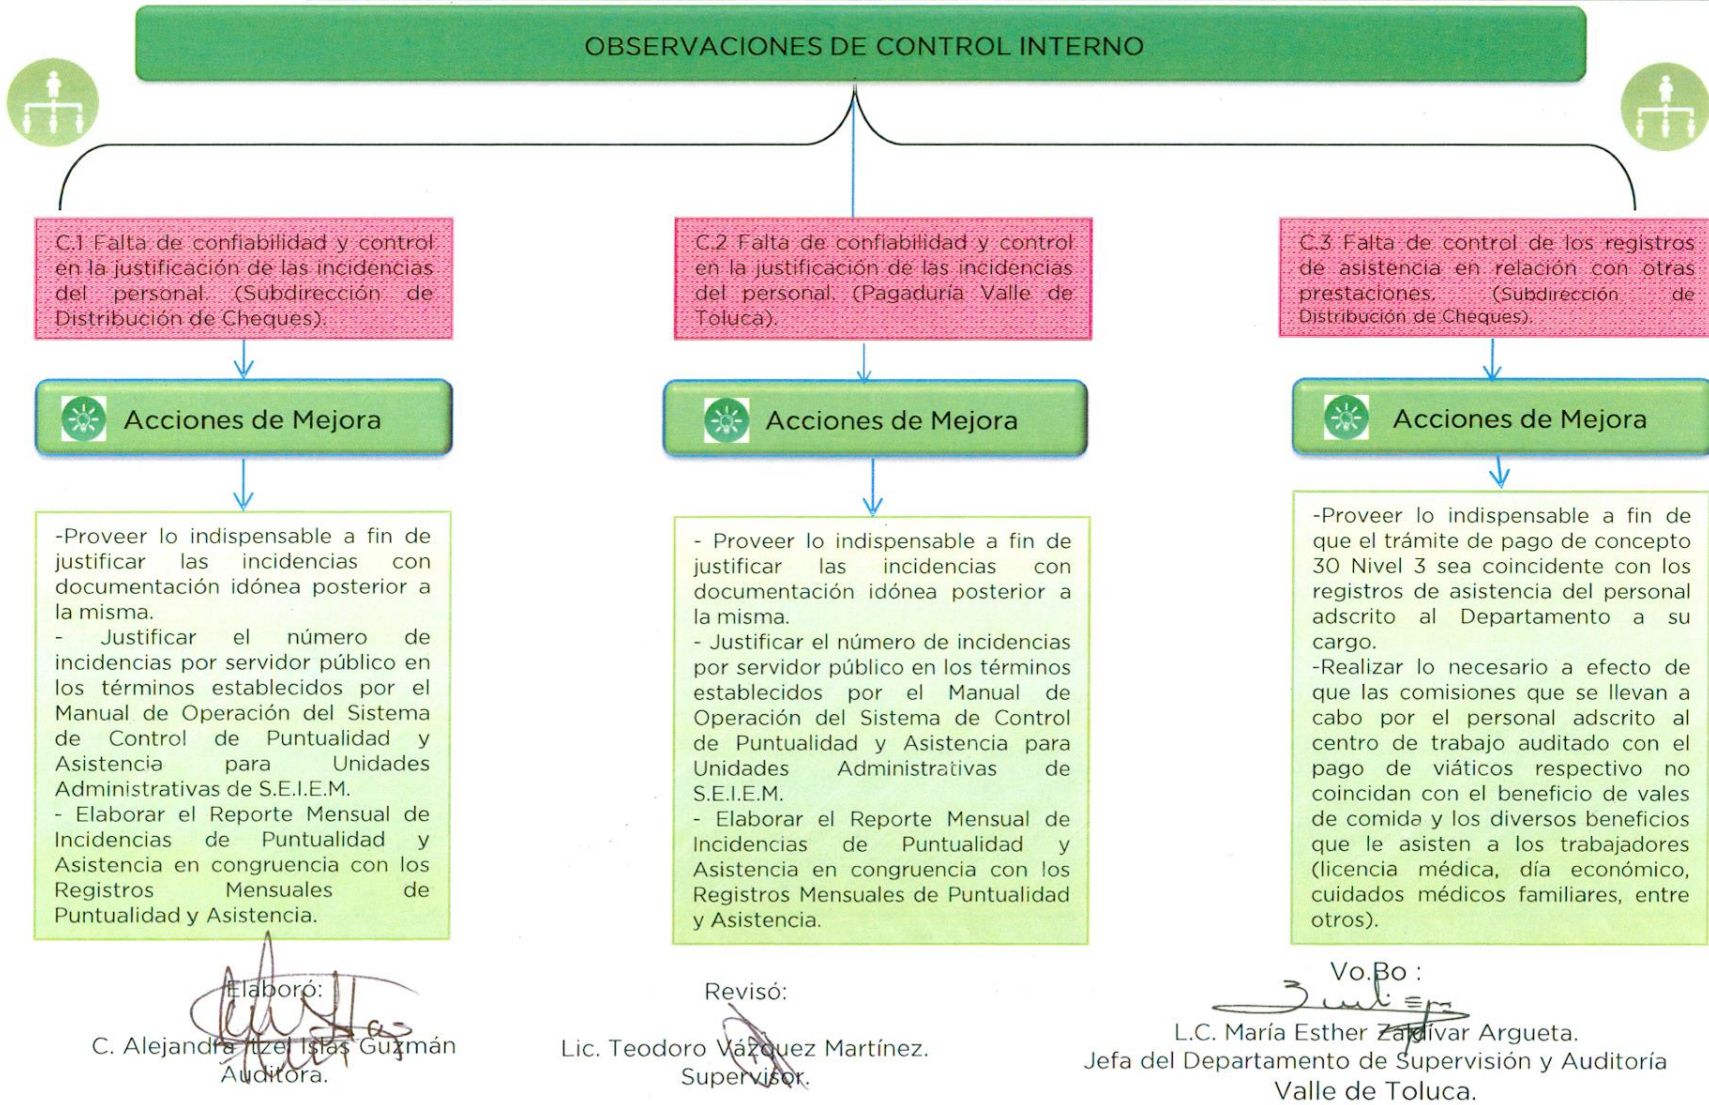 OBSERVACIONES DE CONTROL INTERNO
C.1 Falta de confiabilidad y control
en la justificación de las incidencias
del personal. (Subdirección de
Distribución de Cheques).
Acciones de Mejora
-Proveer lo indispensable a fin de
justificar las incidencias con
documentación idónea posterior a
la misma.
- Justificar el número de
incidencias por servidor público en
los términos establecidos por el
Manual de Operación del Sistema
de Control de Puntualidad y
Asistencia para Unidades
Administrativas de S.E.I.E.M.
- Elaborar el Reporte Mensual de
Incidencias de Puntualidad y
Asistencia en congruencia con los
Registros Mensuales de
Puntualidad y Asistencia.
C.2 Falta de confiabilidad y control
en la justificación de las incidencias
del personal. (Pagaduría Valle de
Toluca).
Acciones de Mejora
- Proveer lo indispensable a fin de
justificar las incidencias con
documentación idónea posterior a
la misma.
- Justificar el número de incidencias
por servidor público en los términos
establecidos por el Manual de
Operación del Sistema de Control
de Puntualidad y Asistencia para
Unidades Administrativas de
S.E.I.E.M.
- Elaborar el Reporte Mensual de
Incidencias de Puntualidad y
Asistencia en congruencia con los
Registros Mensuales de Puntualidad
y Asistencia.
C.3 Falta de control de los registros
de asistencia en relación con otras
prestaciones. (Subdirección de
Distribución de Cheques).
Acciones de Mejora
-Proveer lo indispensable a fin de
que el trámite de pago de concepto
30 Nivel 3 sea coincidente con los
registros de asistencia del personal
adscrito al Departamento a su
cargo.
-Realizar lo necesario a efecto de
que las comisiones que se llevan a
cabo por el personal adscrito al
centro de trabajo auditado con el
pago de viáticos respectivo no
coincidan con el beneficio de vales
de comida y los diversos beneficios
que le asisten a los trabajadores
(licencia médica, día económico,
cuidados médicos familiares, entre
otros).
Elaboró:
C. Alejandra Itzel Islas Guzmán
Auditora.
Revisó:
Lic. Teodoro Vázquez Martínez.
Supervisor.
Vo.Bo :
L.C. María Esther Zaldívar Argueta.
Jefa del Departamento de Supervisión y Auditoría
Valle de Toluca.